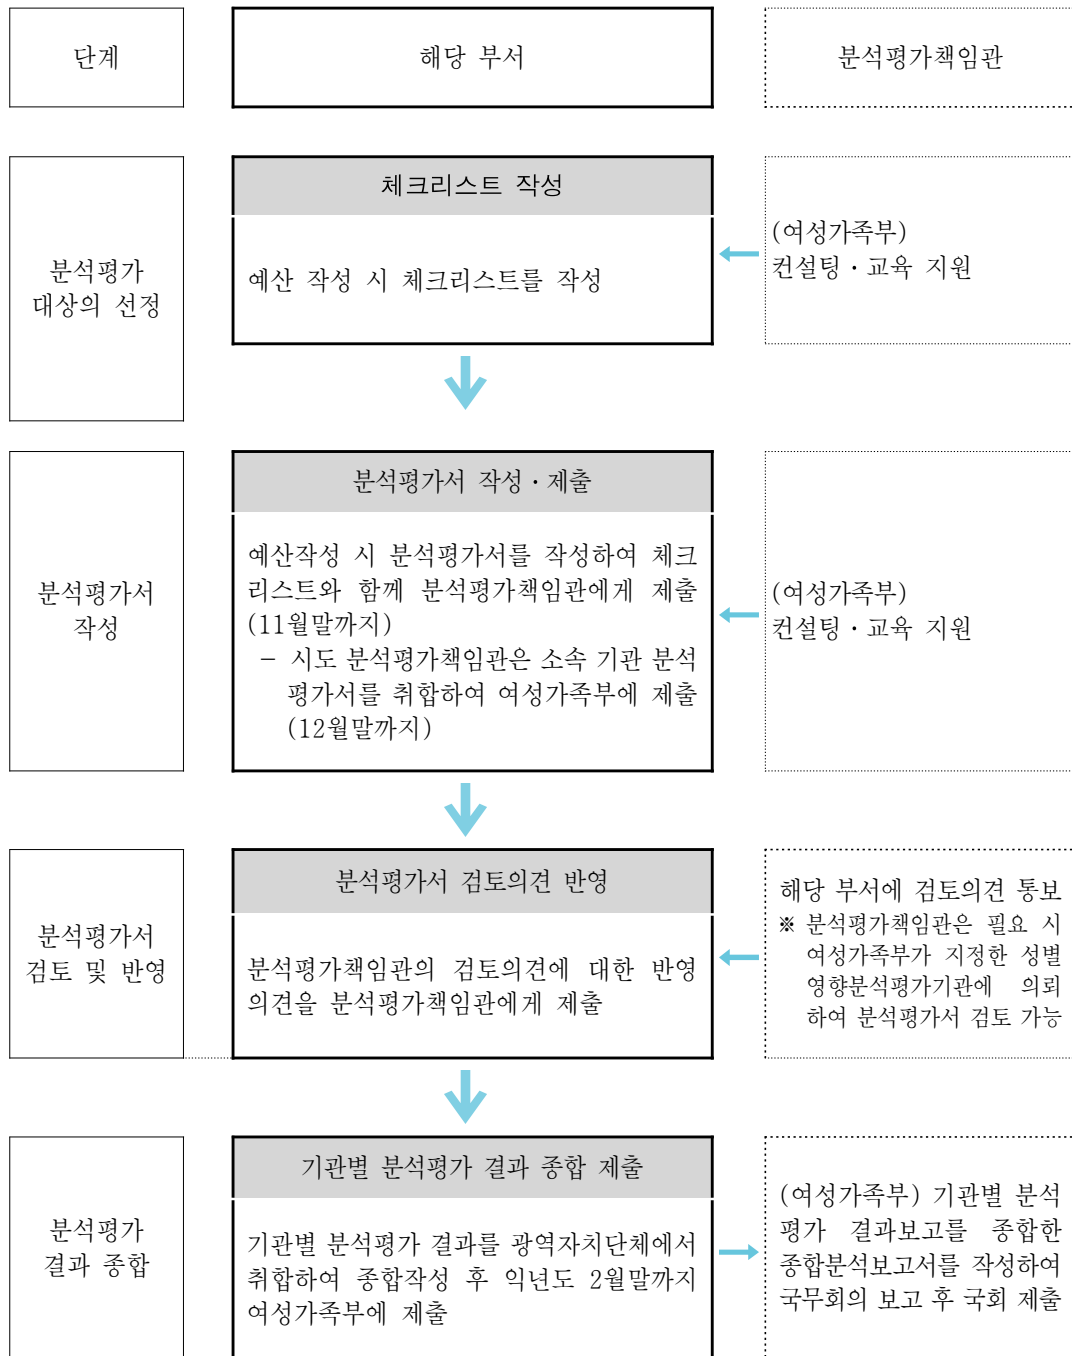 단계
해당 부서
분석평가책임관
분석평가
대상의 선정
체크리스트 작성
예산 작성 시 체크리스트를 작성
(여성가족부)
컨설팅·교육 지원
분석평가서
작성
분석평가서 작성·제출
예산작성 시 분석평가서를 작성하여 체크
리스트와 함께 분석평가책임관에게 제출
(11월말까지)
- 시도 분석평가책임관은 소속 기관 분석
평가서를 취합하여 여성가족부에 제출
(12월말까지)
(여성가족부)
컨설팅·교육 지원
분석평가서
검토 및 반영
분석평가서 검토의견 반영
분석평가책임관의 검토의견에 대한 반영
의견을 분석평가책임관에게 제출
해당 부서에 검토의견 통보
※ 분석평가책임관은 필요 시
여성가족부가 지정한 성별
영향분석평가기관에 의뢰
하여 분석평가서 검토 가능
분석평가
결과 종합
기관별 분석평가 결과 종합 제출
기관별 분석평가 결과를 광역자치단체에서
취합하여 종합작성 후 익년도 2월말까지
여성가족부에 제출
(여성가족부) 기관별 분석
평가 결과보고를 종합한
종합분석보고서를 작성하여
국무회의 보고 후 국회 제출